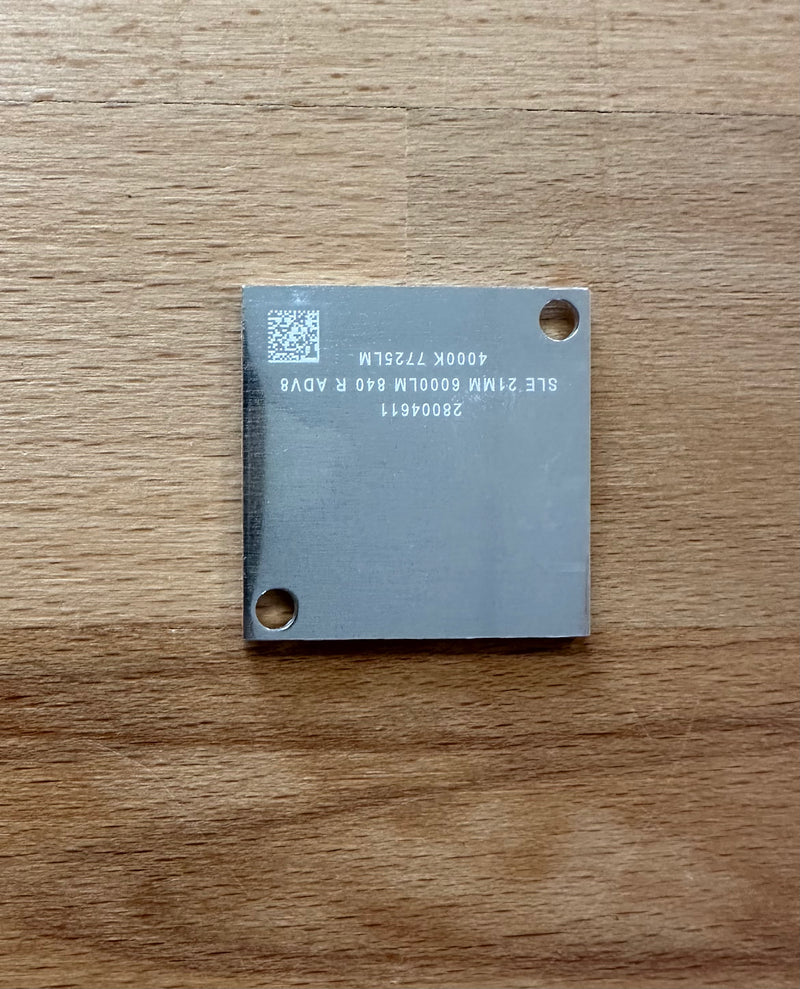 28004611
SLE 21MM 6000LM 840 R ADV8
4000K 7725LM